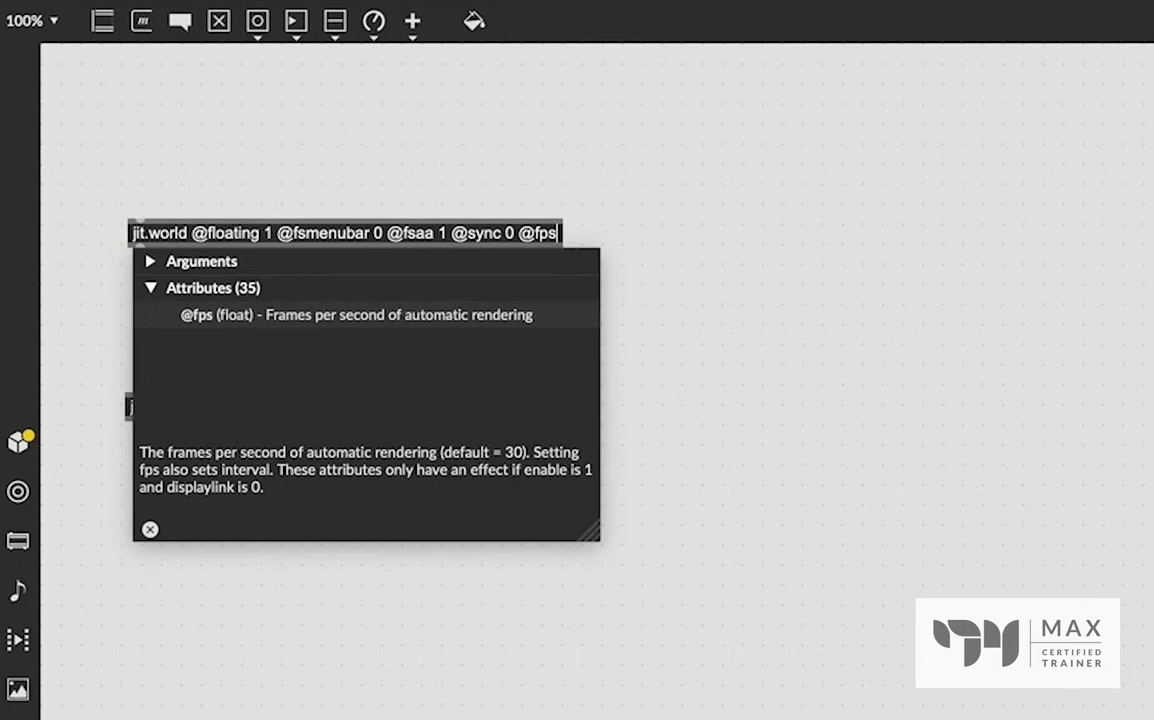 100%
jit.world @floating 1 @fsmenubar 0 @fsaa 1 @sync 0 @fps
Arguments
Attributes (35)
@fps (float) - Frames per second of automatic rendering
j
The frames per second of automatic rendering (default = 30). Setting
fps also sets interval. These attributes only have an effect if enable is 1
and displaylink is 0.
MAX
CERTIFIED
TRAINER